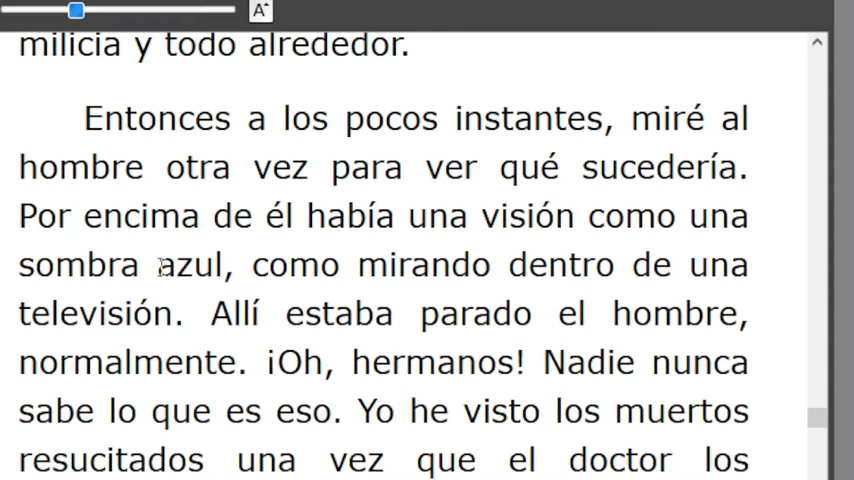 A
milicia y todo alrededor.
Entonces a los pocos instantes, miré al
hombre otra vez para ver qué sucedería.
Por encima de él había una visión como una
sombra azul, como mirando dentro de una
televisión. Allí estaba parado el hombre,
normalmente. ¡Oh, hermanos! Nadie nunca
sabe lo que es eso. Yo he visto los muertos
resucitados una vez que el doctor los